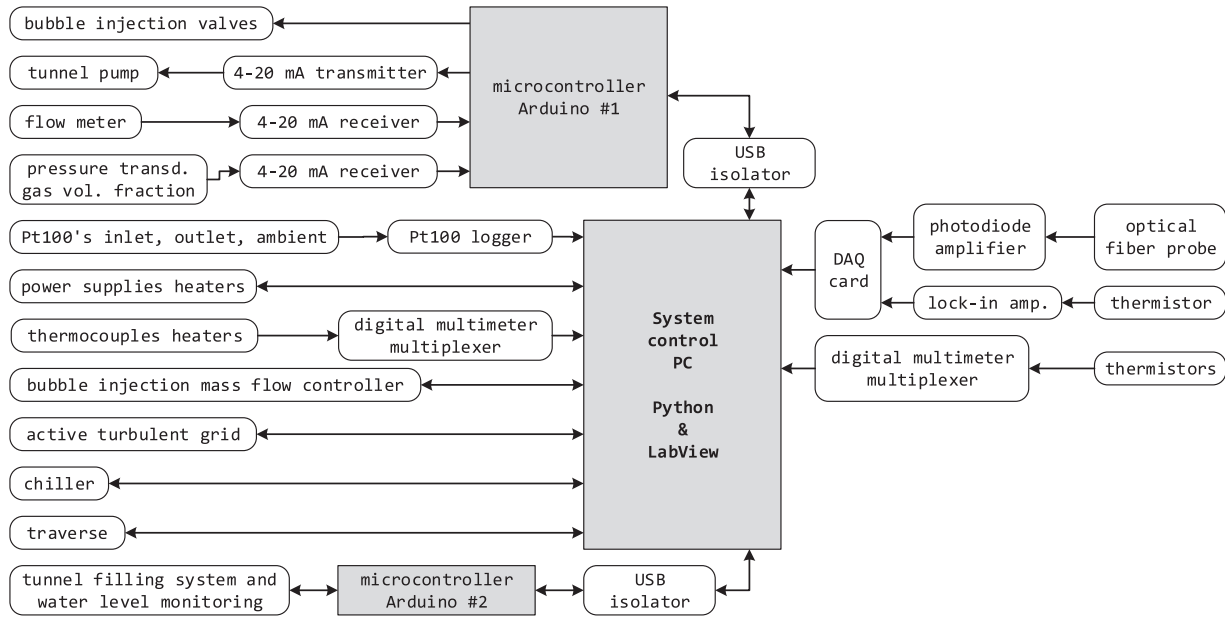 bubble injection valves
tunnel pump
4-20 mA transmitter
flow meter
4-20 mA receiver
pressure transd.
gas vol. fraction
4-20 mA receiver
microcontroller
Arduino #1
USB
isolator
Pt100's inlet, outlet, ambient
Pt100 logger
power supplies heaters
thermocouples heaters
digital multimeter
multiplexer
bubble injection mass flow controller
active turbulent grid
chiller
traverse
tunnel filling system and
water level monitoring
microcontroller
Arduino #2
USB
isolator
System
control
PC
Python
&
LabView
DAQ
card
photodiode
amplifier
optical
fiber probe
lock-in amp.
thermistor
digital multimeter
multiplexer
thermistors